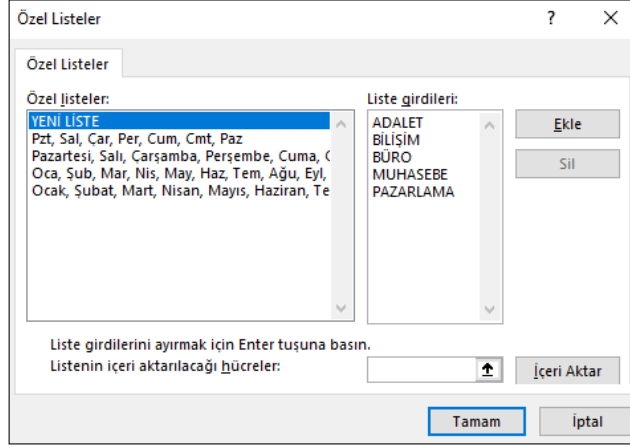 Özel Listeler
Özel Listeler
Özel listeler:
YENİ LİSTE
Pzt, Sal, Çar, Per, Cum, Cmt, Paz
Pazartesi, Salı, Çarşamba, Perşembe, Cuma, C
Oca, Şub, Mar, Nis, May, Haz, Tem, Ağu, Eyl,
Ocak, Şubat, Mart, Nisan, Mayıs, Haziran, Te
Liste girdileri:
ADALET
BİLİŞİM
BÜRO
MUHASEBE
PAZARLAMA
Ekle
Sil
Liste girdilerini ayırmak için Enter tuşuna basın.
Listenin içeri aktarılacağı hücreler:
İçeri Aktar
Tamam
İptal